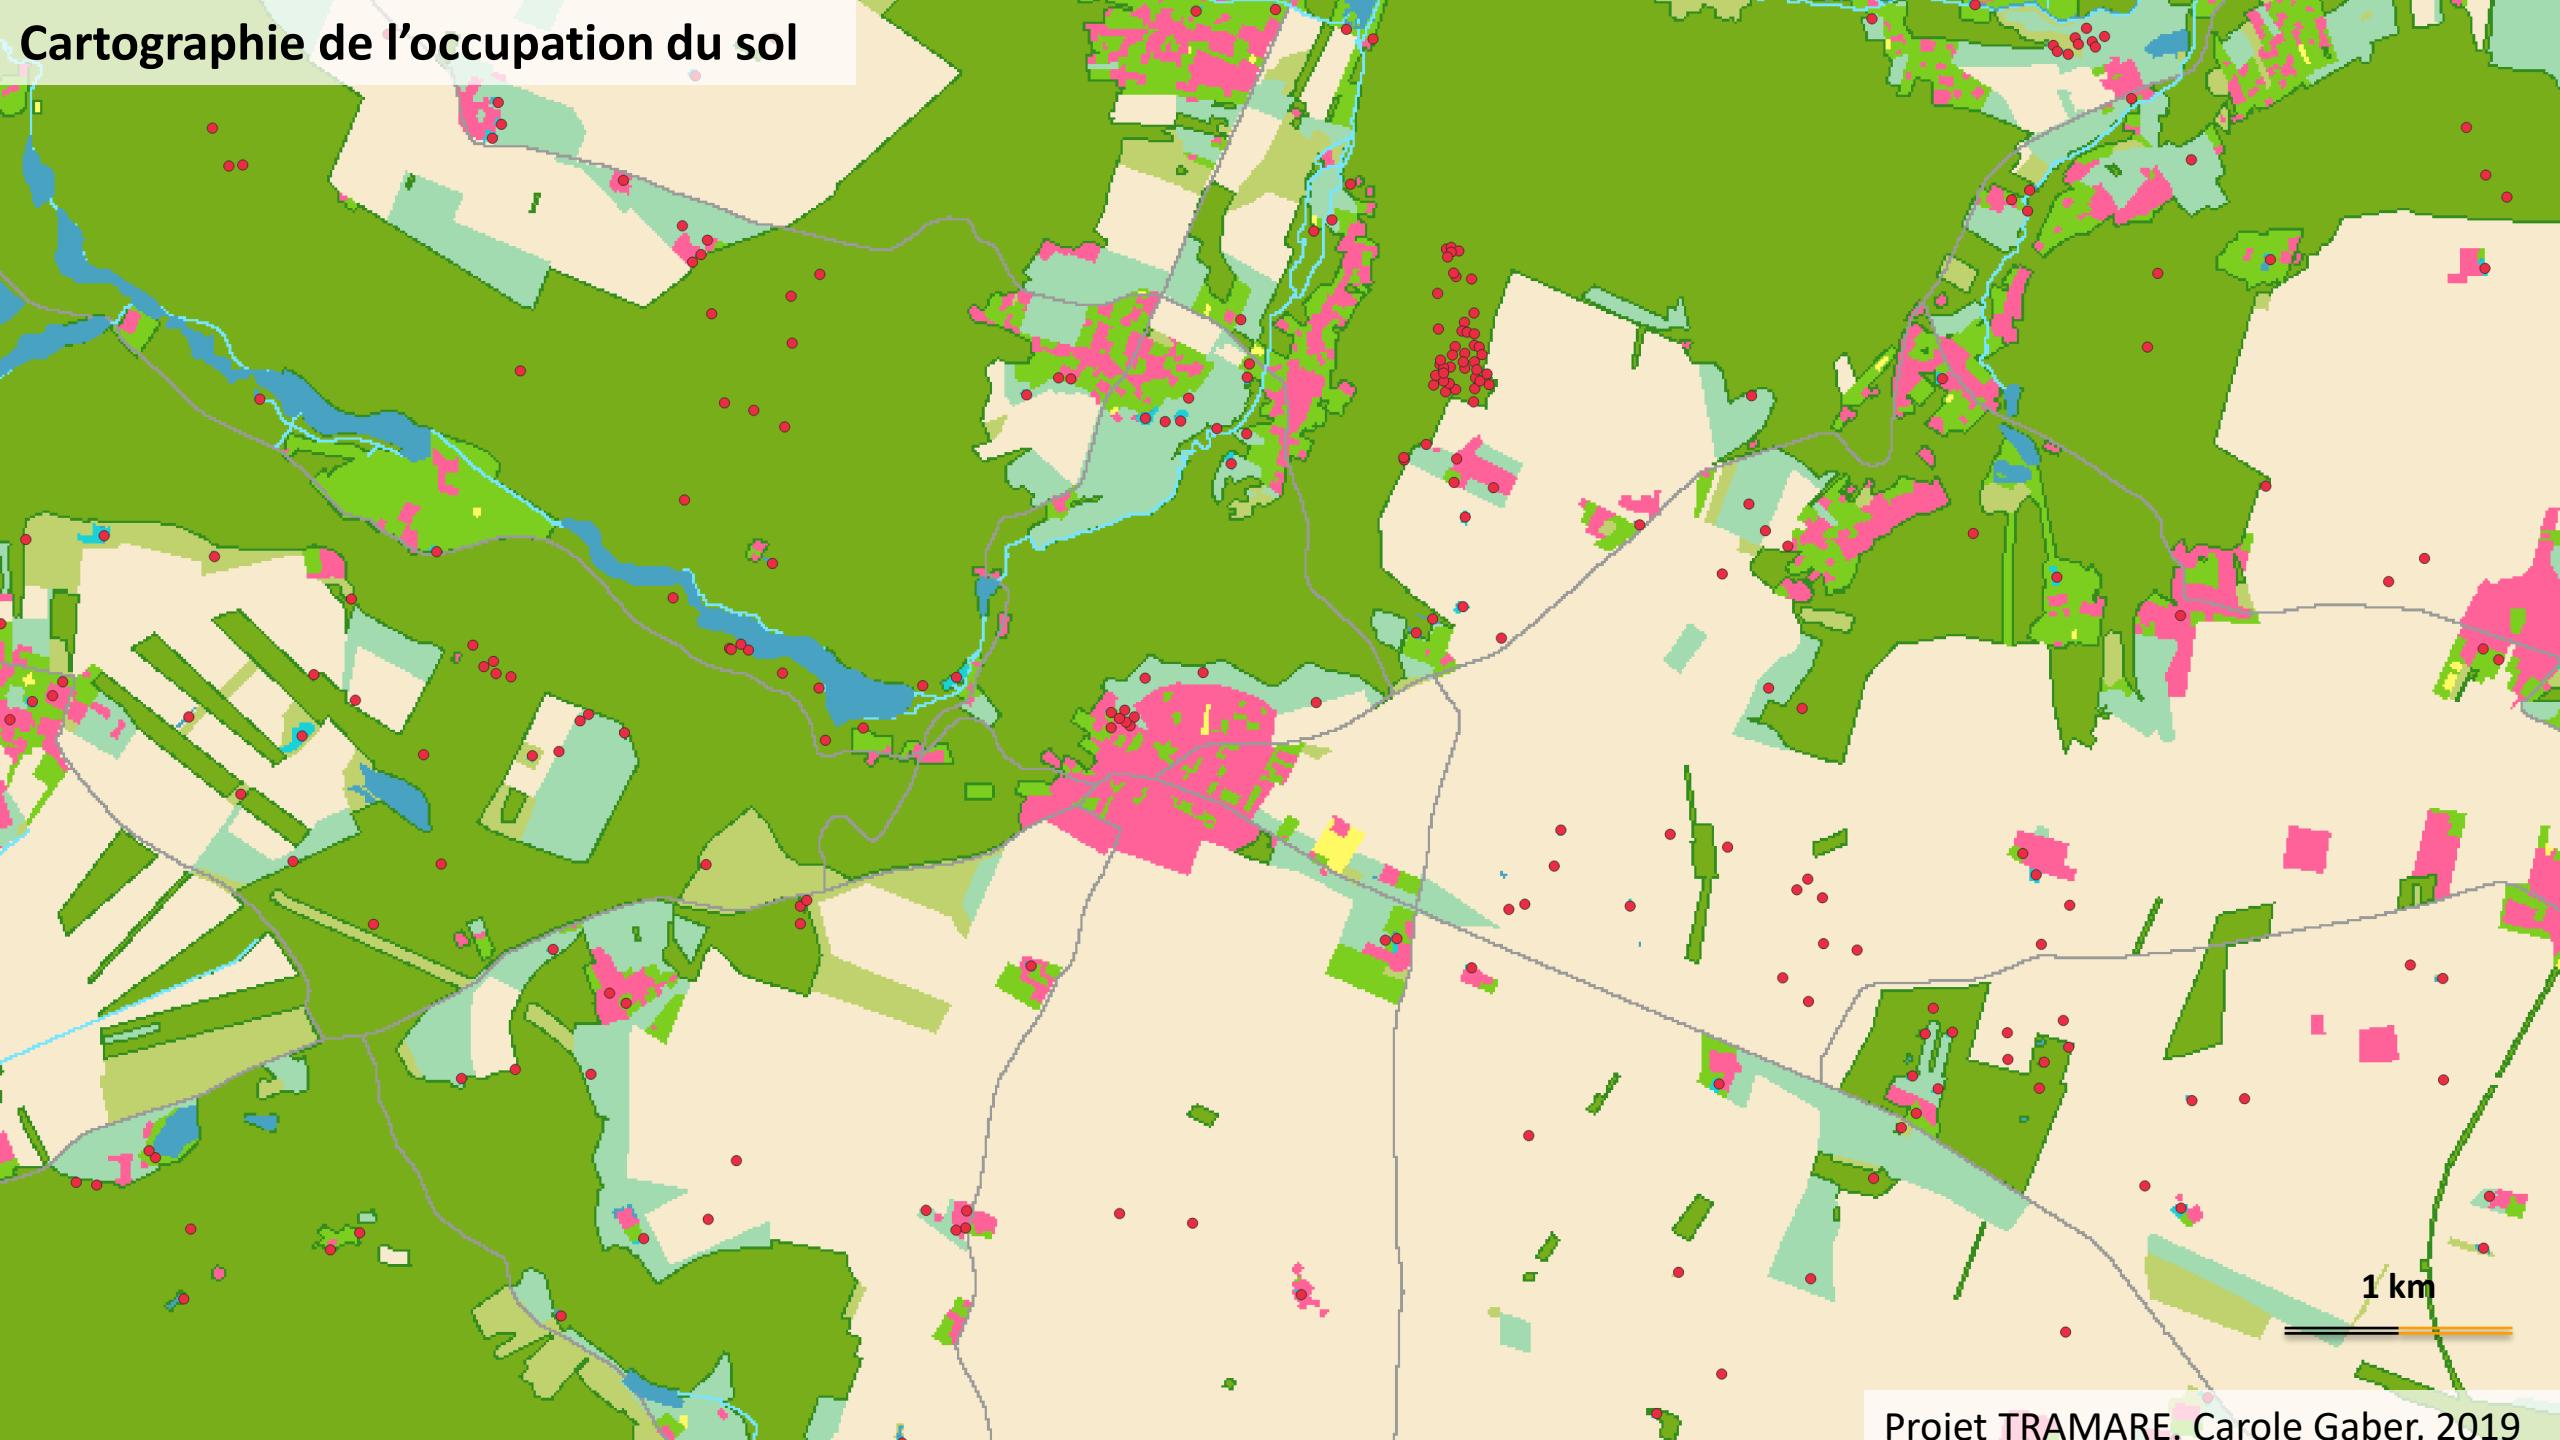 Cartographie de l’occupation du sol
1 km
Projet TRAMARE. Carole Gaber, 2019